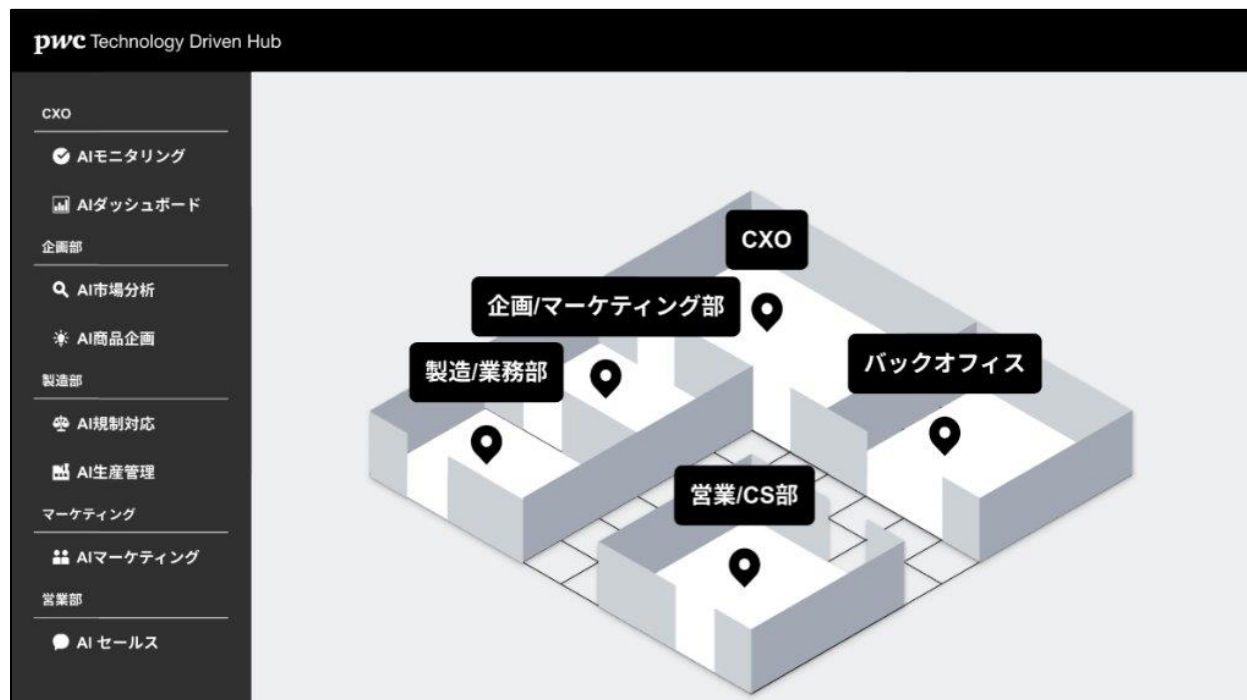 pwc Technology Driven Hub
CXO
AIモニタリング
AIダッシュボード
企画部
AI市場分析
AI商品企画
製造部
AI規制対応
AI生産管理
マーケティング
AIマーケティング
営業部
AI セールス
CXO
企画/マーケティング部
製造/業務部
バックオフィス
営業/CS部